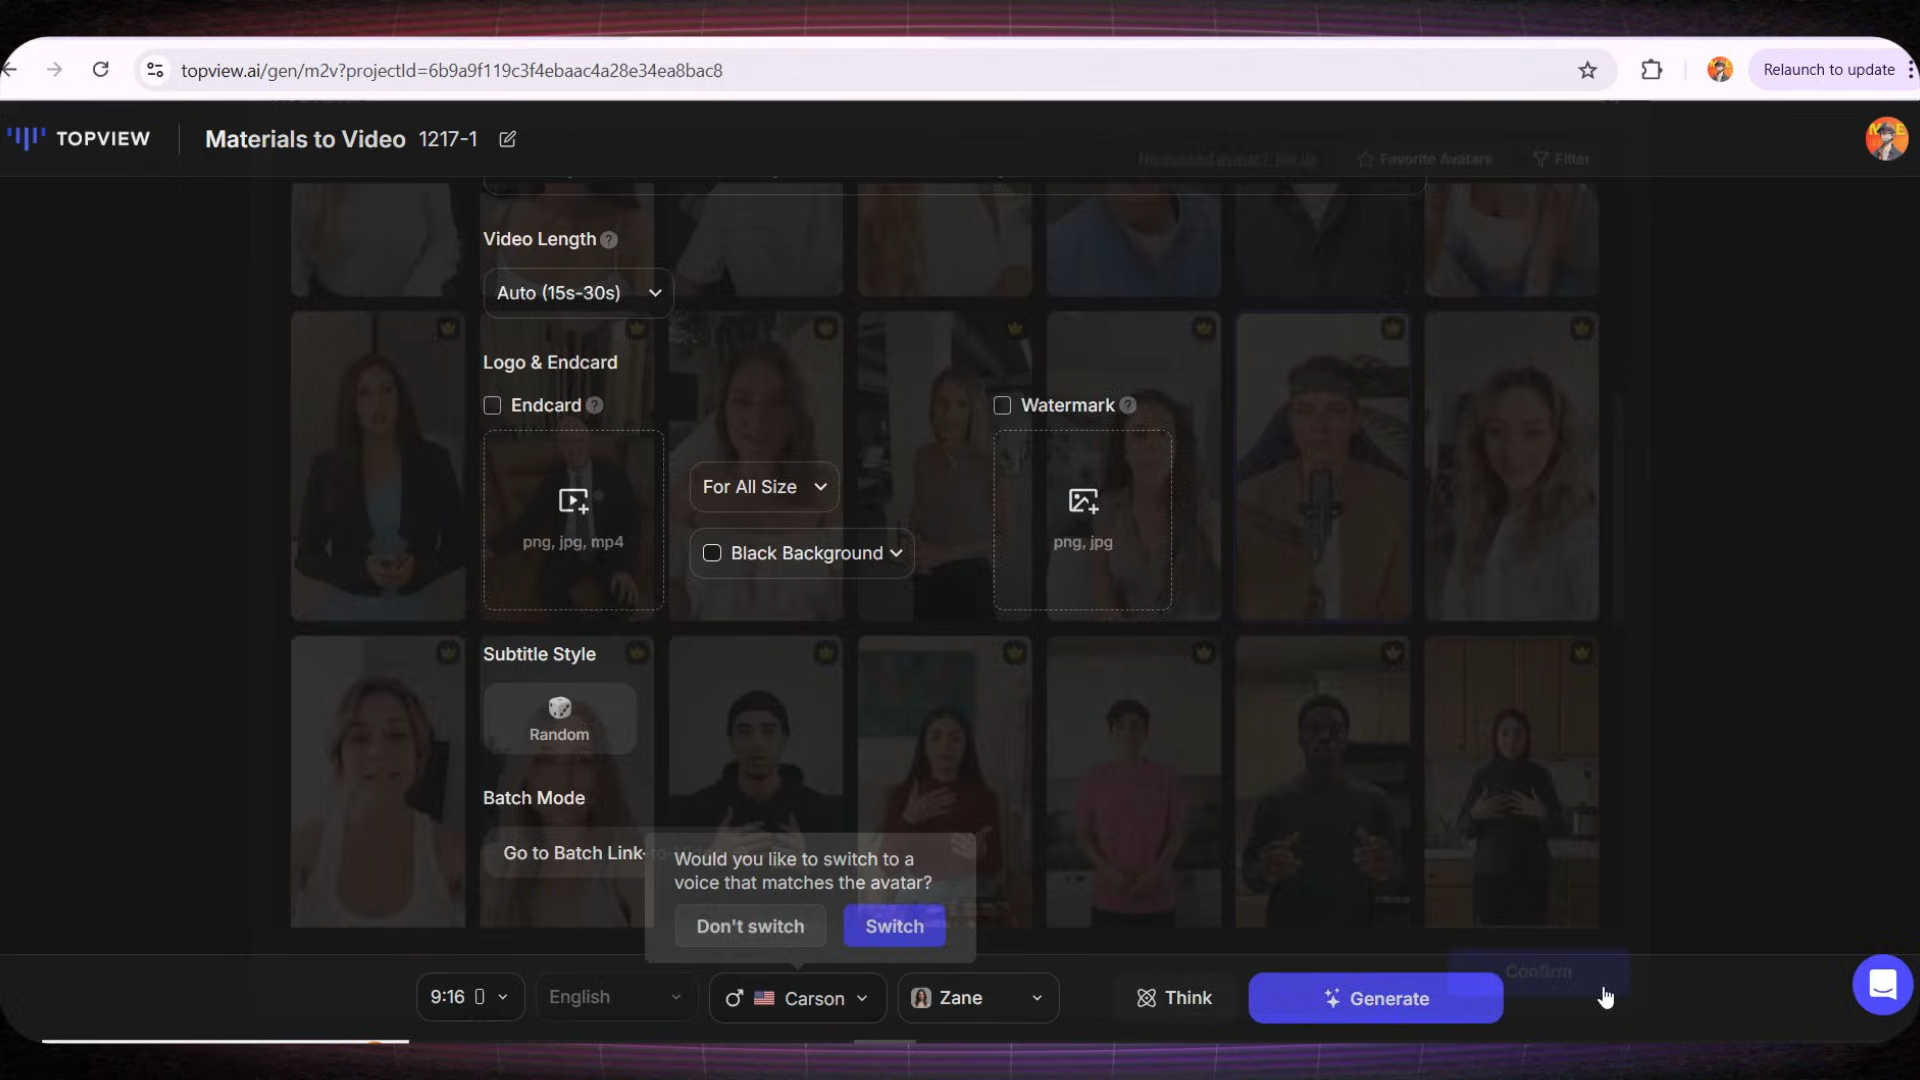 topview.ai/gen/m2v?projectId=6b9a9f119c3f4ebaac4a28e34ea8bac8
Relaunch to update
TOPVIEW
Materials to Video 1217-1
Favorite Avatars
Filter
Video Length
Auto (15s-30s)
Logo & Endcard
Endcard
Watermark
For All Size
png, jpg, mp4
Black Background
png, jpg
Subtitle Style
Random
Batch Mode
Go to Batch Link-to-
Would you like to switch to a
voice that matches the avatar?
Don't switch
Switch
Confirm
9:16
English
Carson
Zane
Think
Generate